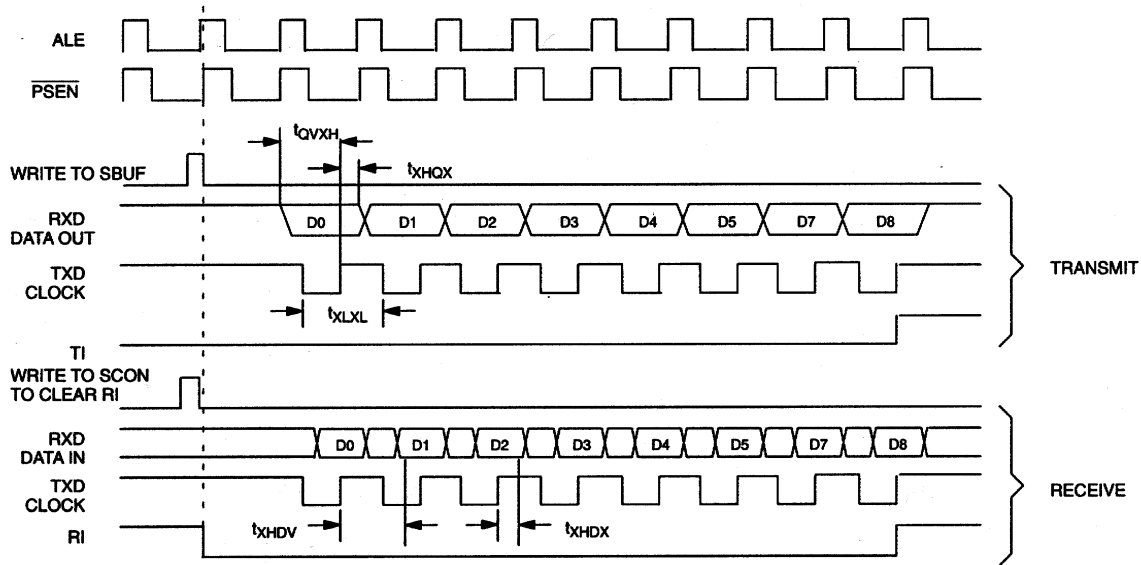 ALE
PSEN
tQVXH
tXHQX
WRITE TO SBUF
RXD
DATA OUT
D0 D1 D2 D3 D4 D5 D7 D8
TXD
CLOCK
TRANSMIT
tXLXL
TI
WRITE TO SCON
TO CLEAR RI
RXD
DATA IN
D0 D1 D2 D3 D4 D5 D7 D8
TXD
CLOCK
RECEIVE
tXHDV
tXHDX
RI